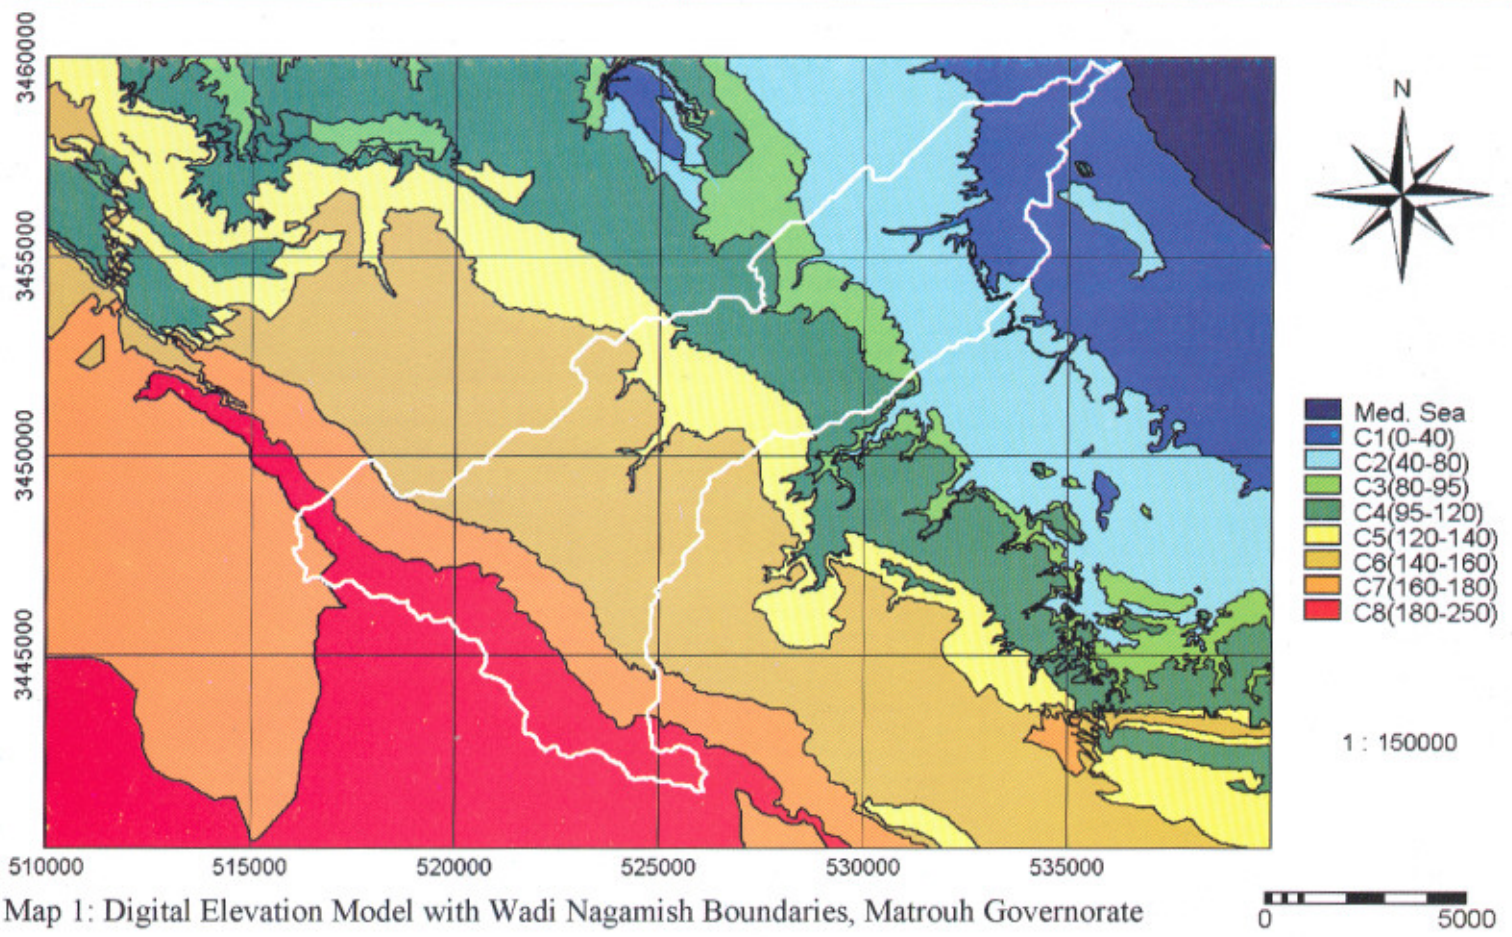 3460000
3455000
3450000
3445000
510000
515000
520000
525000
530000
535000
N
Med. Sea
C1(0-40)
C2(40-80)
C3(80-95)
C4(95-120)
C5(120-140)
C6(140-160)
C7(160-180)
C8(180-250)
1 : 150000
0
5000
Map 1: Digital Elevation Model with Wadi Nagamish Boundaries, Matrouh Governorate